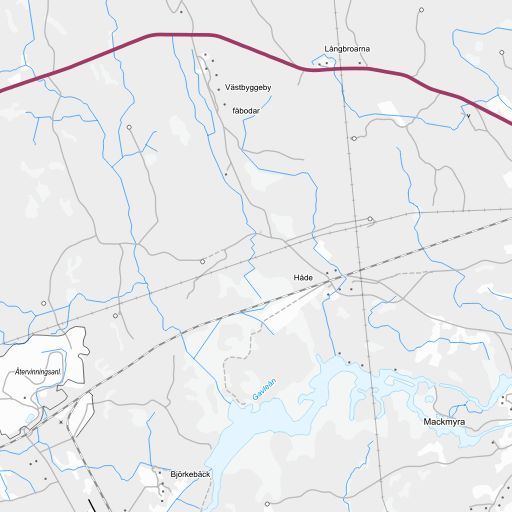 Långbroarna
Västbyggeby
fäbodar
Håde
Återvinningsanl.
Gavleån
Mackmyra
Björkebäck